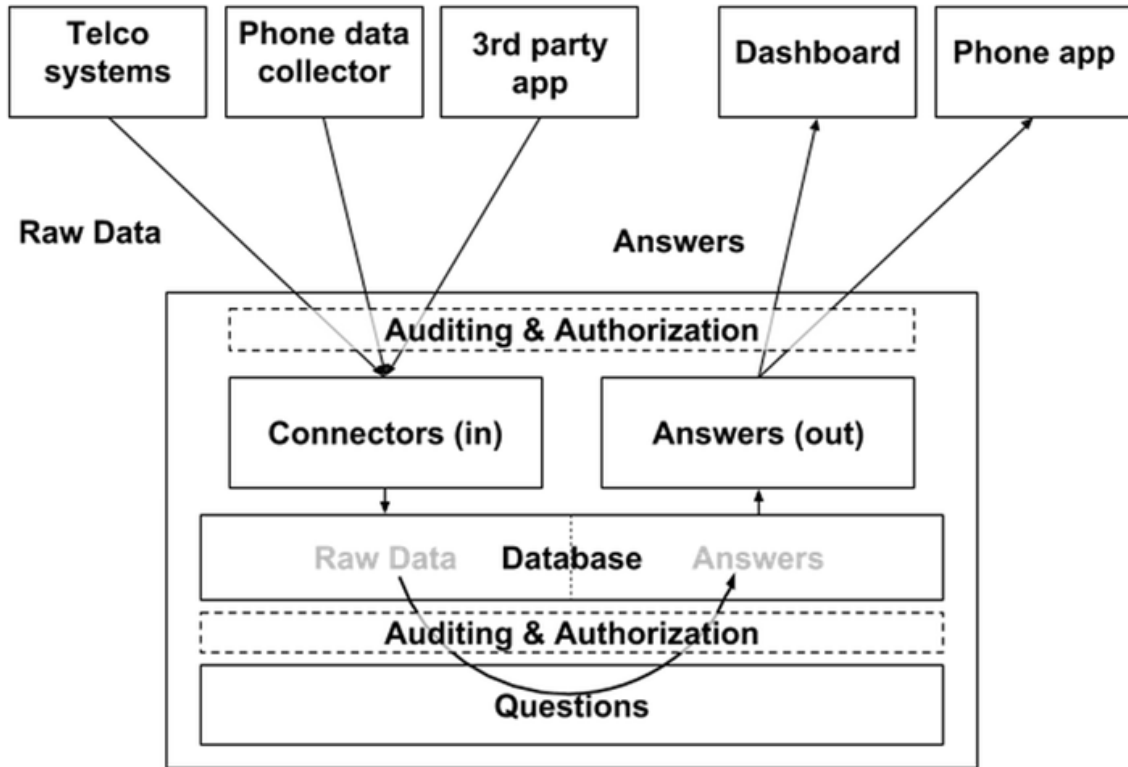 Telco
systems
Phone data
collector
3rd party
app
Dashboard
Phone app
Raw Data
Answers
Auditing & Authorization
Connectors (in)
Answers (out)
Raw Data
Database
Answers
Auditing & Authorization
Questions